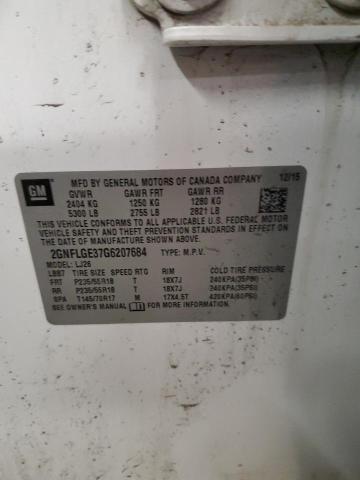 GM
MFD BY GENERAL MOTORS OF CANADA COMPANY 12/15
GVWR GAWR FRT GAWR RR
2404 KG 1250 KG 1280 KG
5300 LB 2755 LB 2821 LB
THIS VEHICLE CONFORMS TO ALL APPLICABLE U.S. FEDERAL MOTOR
VEHICLE SAFETY AND THEFT PREVENTION STANDARDS IN EFFECT ON
THE DATE OF MANUFACTURE SHOWN ABOVE.
2GNFLGE37G6207684 TYPE: M.P.V.
MODEL: LJ26
LBB7 TIRE SIZE SPEED RTG RIM COLD TIRE PRESSURE
FRT P235/55R18 T 18X7J 240KPA(35PSI)
RR P235/55R18 T 18X7J 240KPA(35PSI)
SPA T145/70R17 M 17X4.5T 420KPA(60PSI)
SEE OWNER'S MANUAL FOR ADDITIONAL INFORMATION